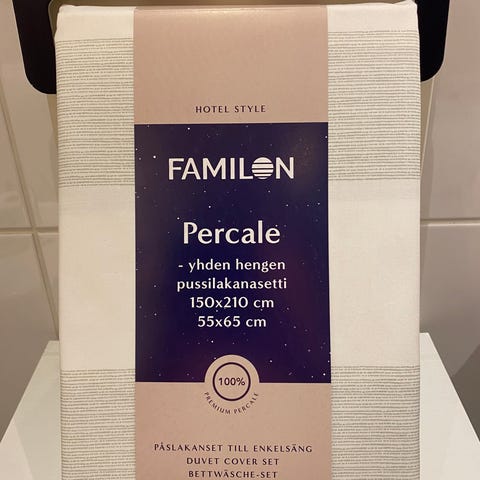 HOTEL STYLE
FAMILON
Percale
- yhden hengen
pussilakanasetti
150x210 cm
55x65 cm
100%
PREMIUM PERCALE
PÅSLAKANSET TILL ENKELSÄNG
DUVET COVER SET
BETTWÄSCHE-SET